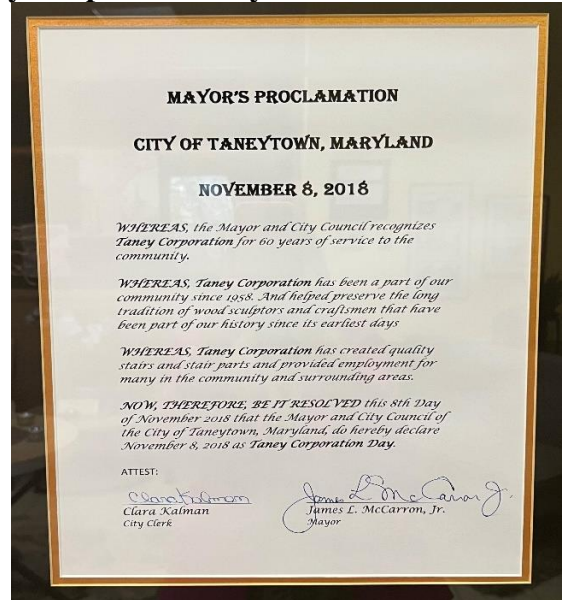 MAYOR'S PROCLAMATION
CITY OF TANEYTOWN, MARYLAND
NOVEMBER 8, 2018
WHEREAS, the Mayor and City Council recognizes
Taney Corporation for 60 years of service to the
community.
WHEREAS, Taney Corporation has been a part of our
community since 1958. And helped preserve the long
tradition of wood sculptors and craftsmen that have
been part of our history since its earliest days
WHEREAS, Taney Corporation has created quality
stairs and stair parts and provided employment for
many in the community and surrounding areas.
NOW, THEREFORE, BE IT RESOLVED this 8th Day
of November 2018 that the Mayor and City Council of
the City of Taneytown, Maryland, do hereby declare
November 8, 2018 as Taney Corporation Day.
ATTEST:
Clara Kalman James L. McCarron Jr.
Clara Kalman James L. McCarron, Jr.
City Clerk Mayor